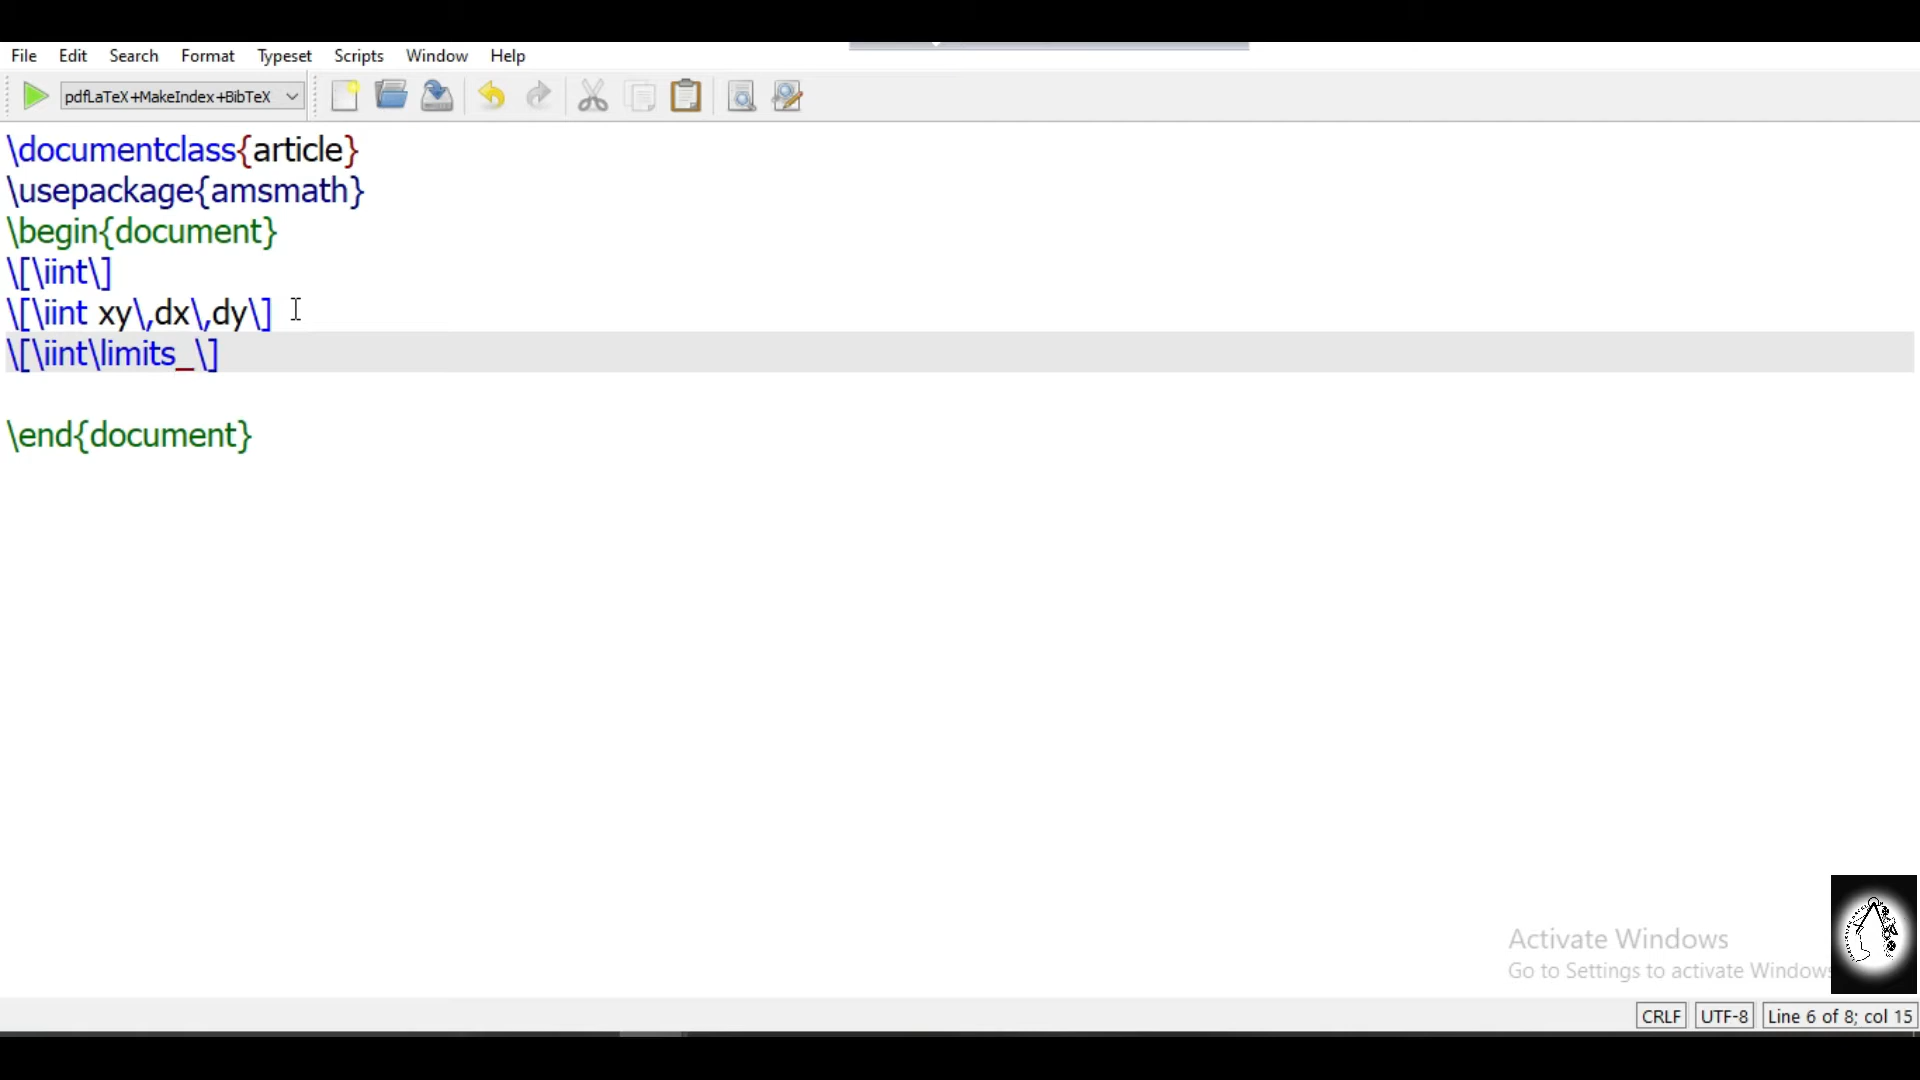 File Edit Search Format Typeset Scripts Window Help
pdfLaTeX+MakeIndex+BibTeX
\documentclass{article}
\usepackage{amsmath}
\begin{document}
\[\iint\]
\[\iint xy\,dx\,dy\]
\[\iint\limits_\]
\end{document}
Activate Windows
Go to Settings to activate Windows
CRLF UTF-8 Line 6 of 8; col 15